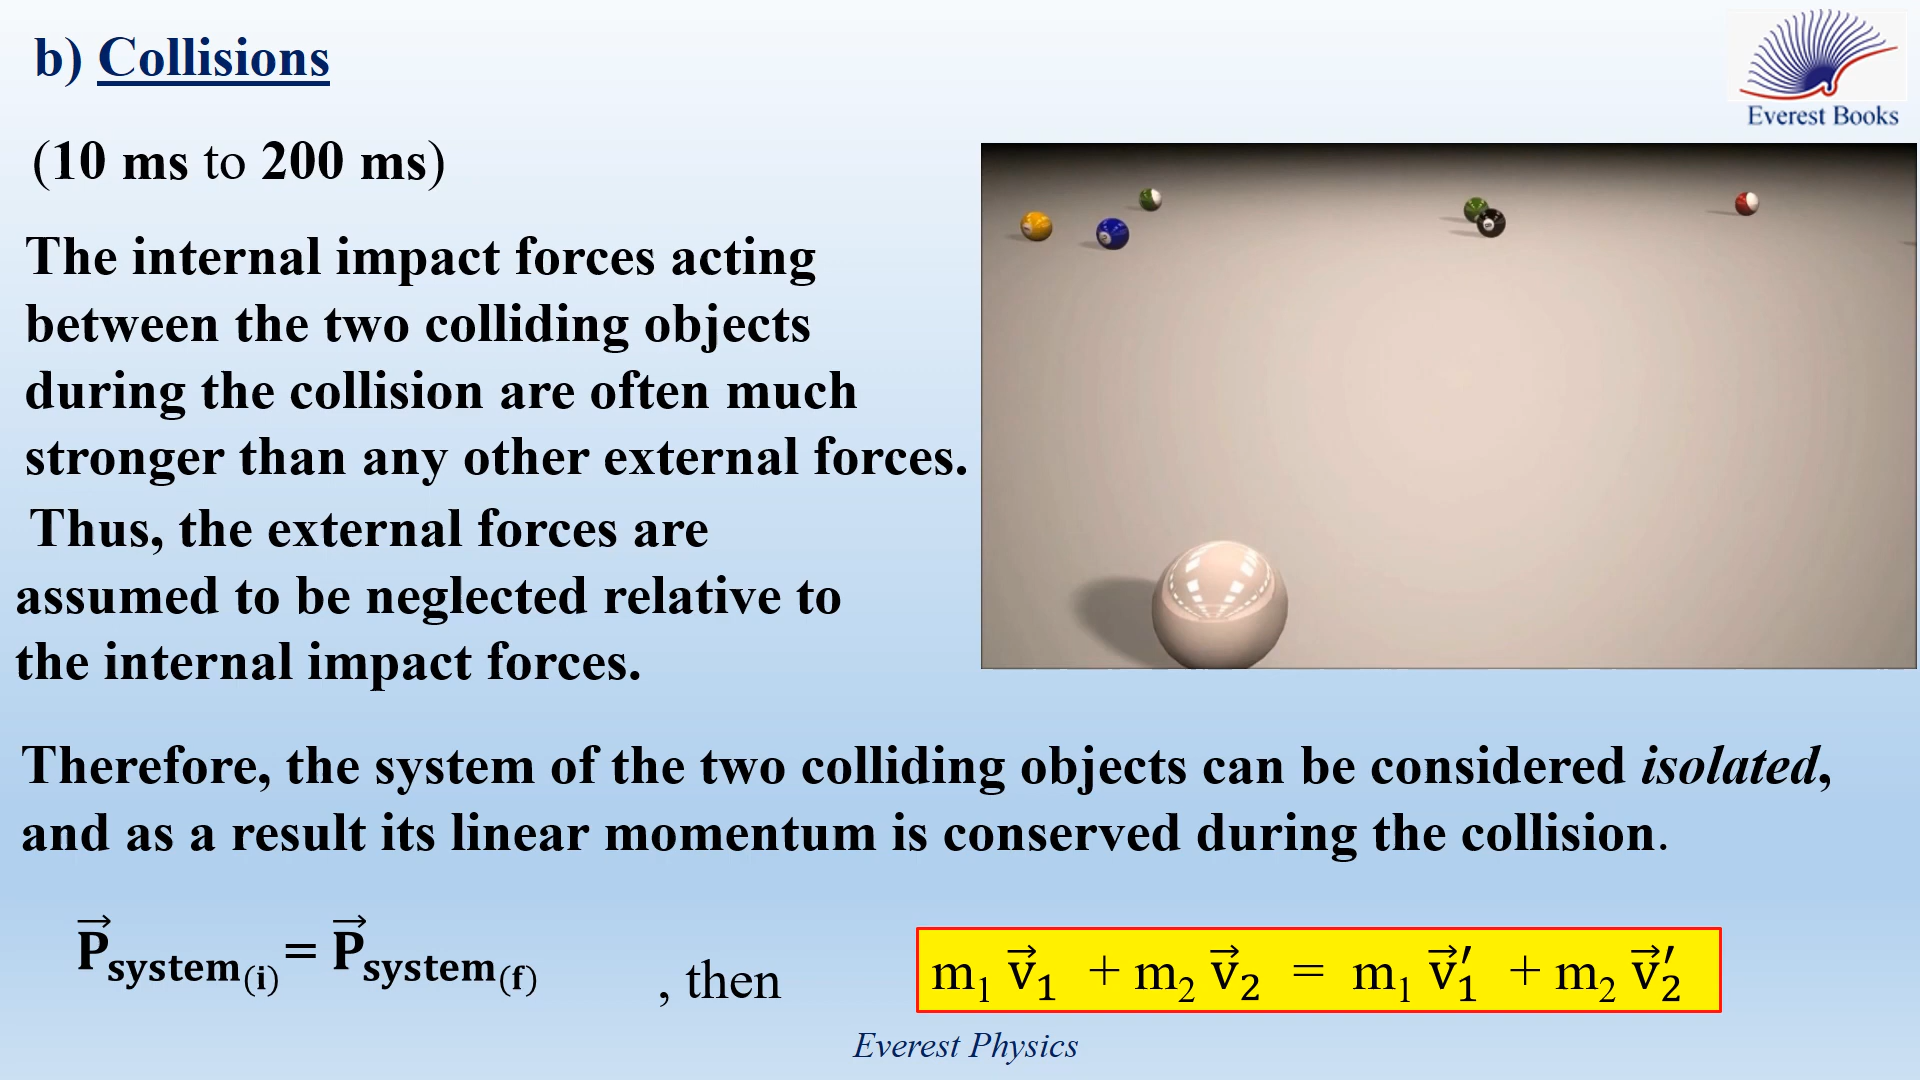 b) Collisions
Everest Books
(10 ms to 200 ms)
The internal impact forces acting
between the two colliding objects
during the collision are often much
stronger than any other external forces.
Thus, the external forces are
assumed to be neglected relative to
the internal impact forces.
Therefore, the system of the two colliding objects can be considered isolated,
and as a result its linear momentum is conserved during the collision.
P⃗system(i) = P⃗system(f) , then m₁ v⃗₁ + m₂ v⃗₂ = m₁ v⃗₁′ + m₂ v⃗₂′
Everest Physics